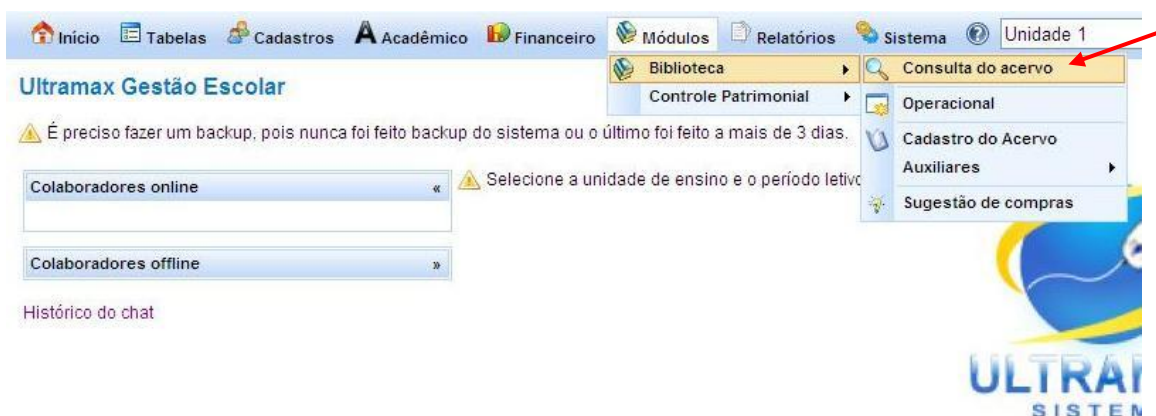 Início Tabelas Cadastros Acadêmico Financeiro Módulos Relatórios Sistema Unidade 1
Biblioteca
Controle Patrimonial
Consulta do acervo
Operacional
Cadastro do Acervo
Auxiliares
Sugestão de compras
Ultramax Gestão Escolar
É preciso fazer um backup, pois nunca foi feito backup do sistema ou o último foi feito a mais de 3 dias.
Colaboradores online «
Selecione a unidade de ensino e o período
Colaboradores offline »
Histórico do chat